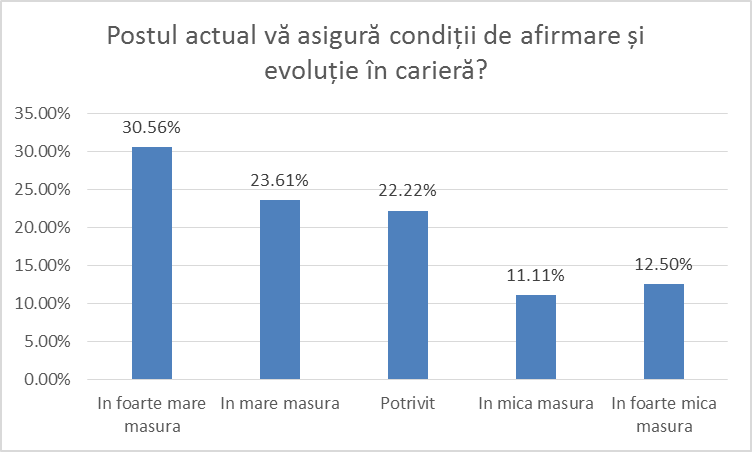 Postul actual vă asigură condiții de afirmare și
evoluție în carieră?
35.00%
30.00%
25.00%
20.00%
15.00%
10.00%
5.00%
0.00%
30.56%
23.61%
22.22%
11.11%
12.50%
In foarte mare
masura
In mare masura
Potrivit
In mica masura
In foarte mica
masura